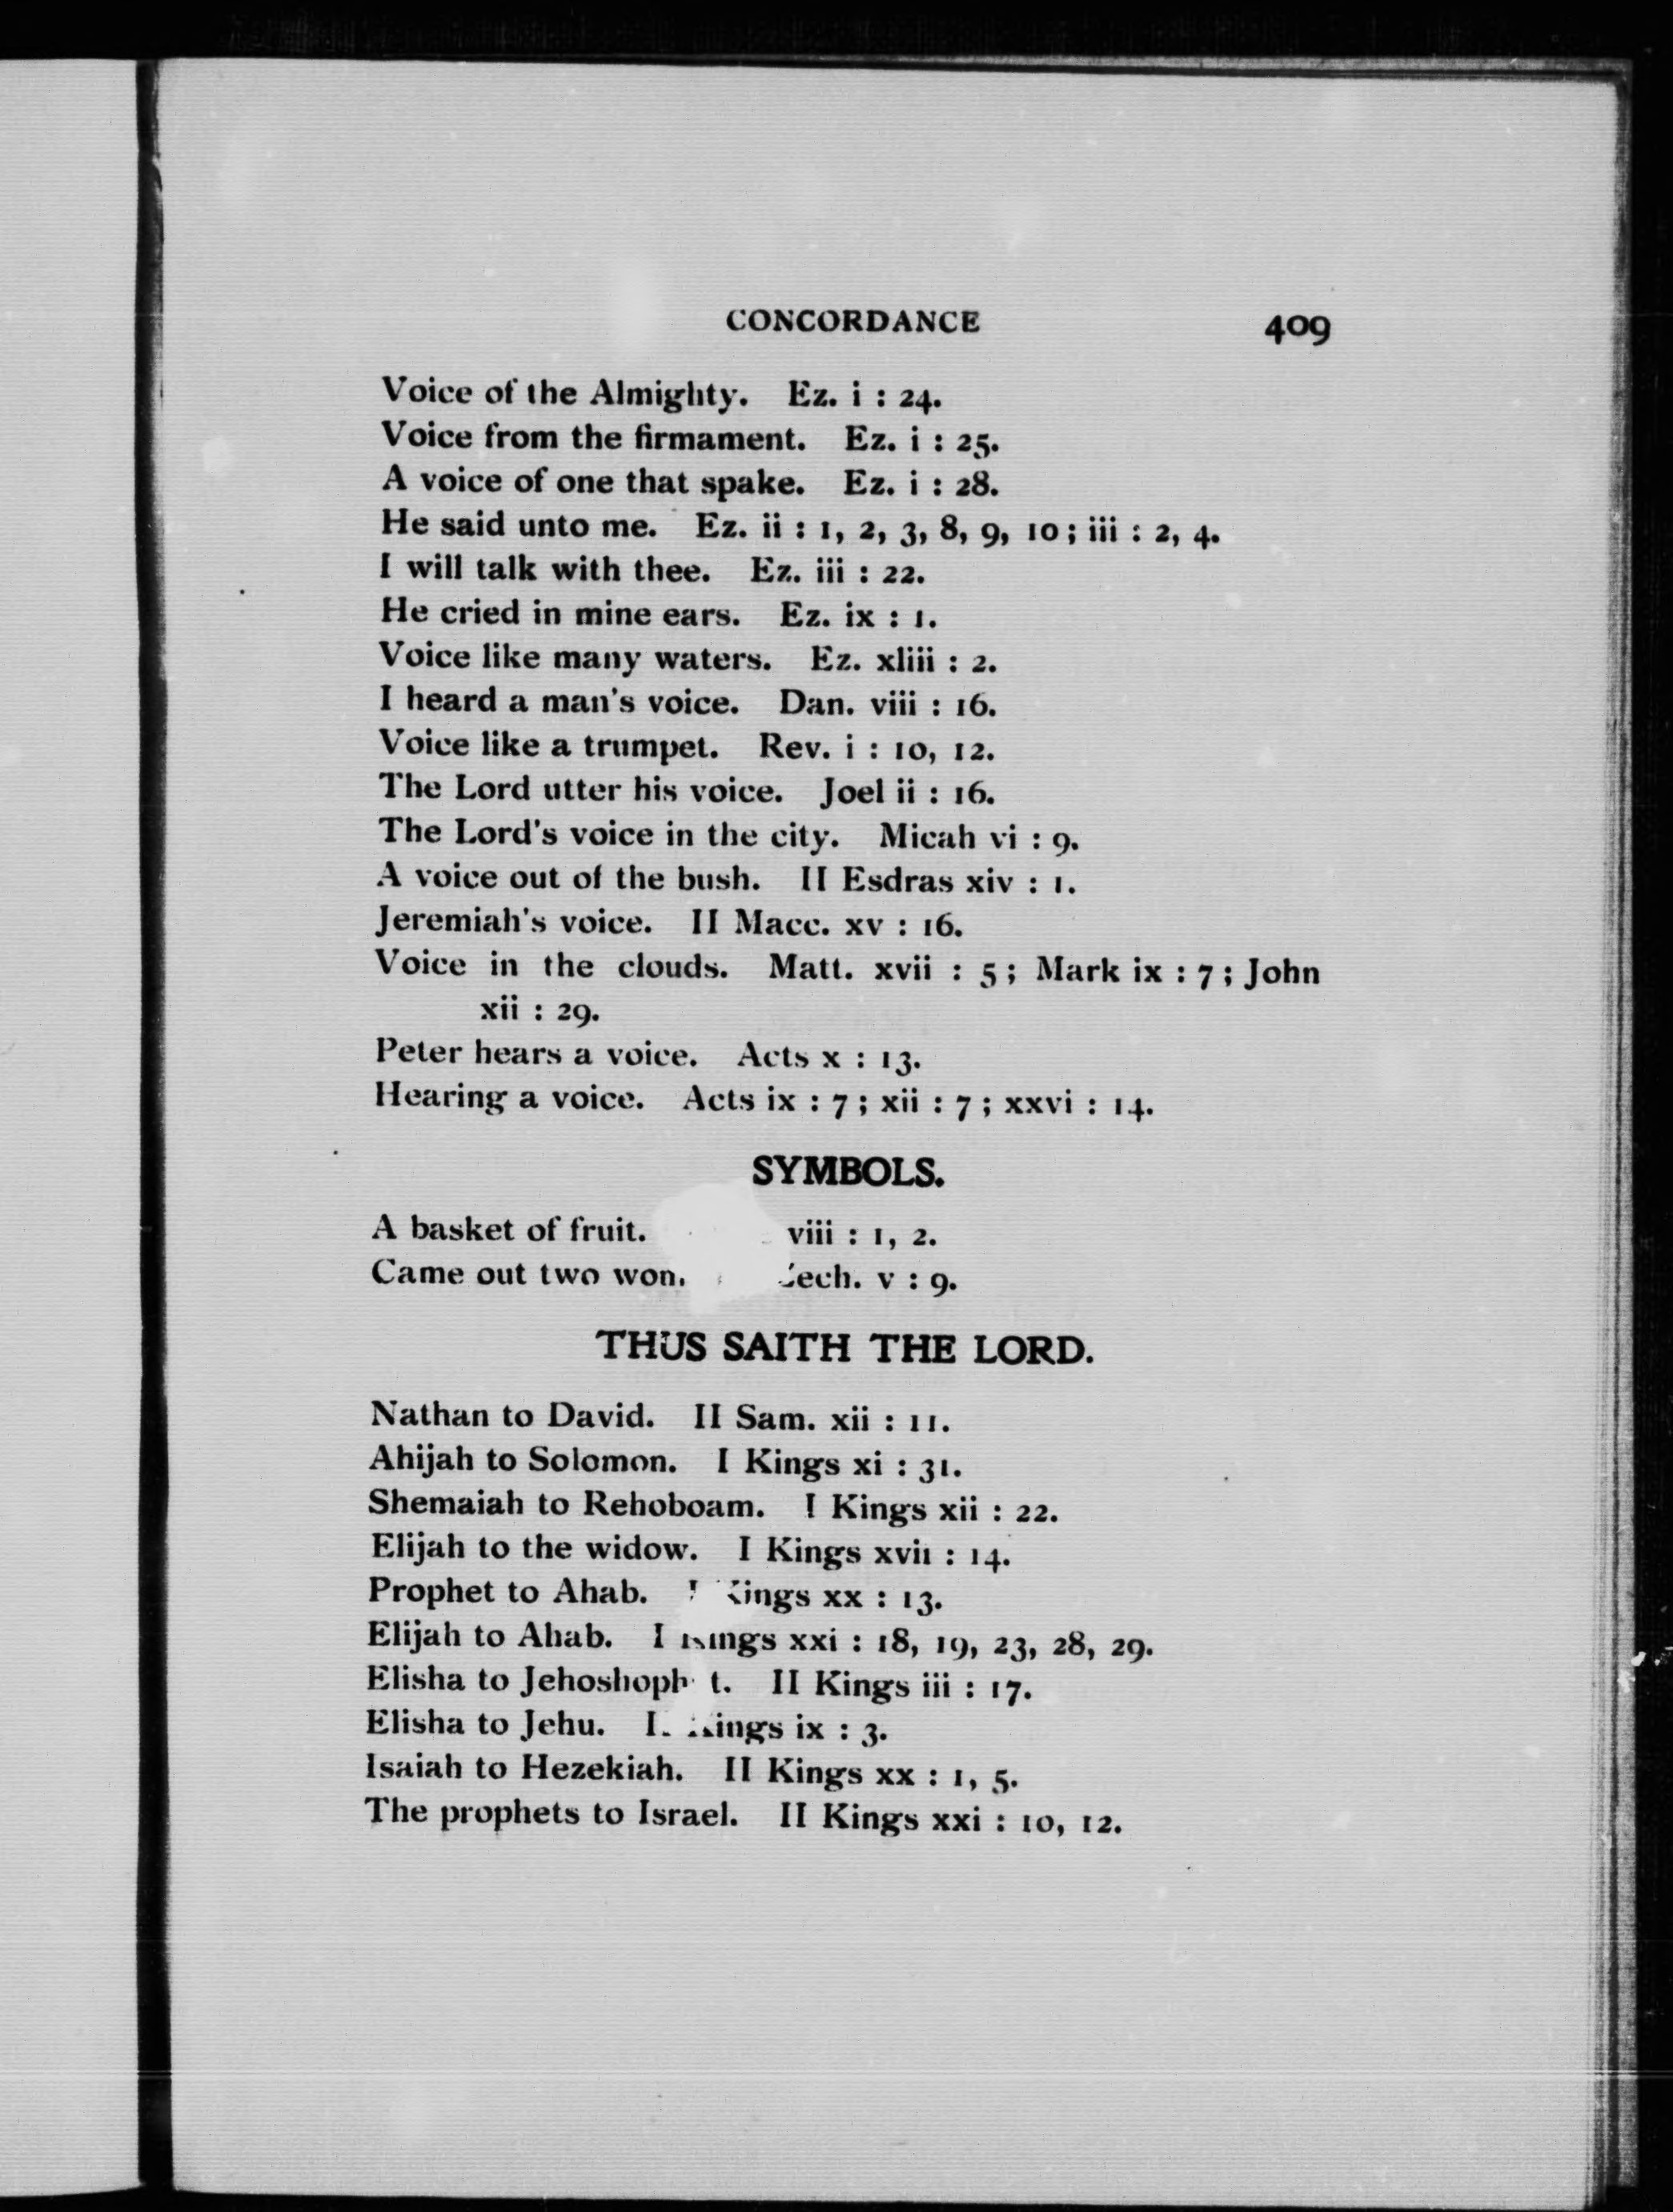 CONCORDANCE 409
Voice of the Almighty. Ez. i : 24.
Voice from the firmament. Ez. i : 25.
A voice of one that spake. Ez. i : 28.
He said unto me. Ez. ii : 1, 2, 3, 8, 9, 10 ; iii : 2, 4.
I will talk with thee. Ez. iii : 22.
He cried in mine ears. Ez. ix : 1.
Voice like many waters. Ez. xliii : 2.
I heard a man's voice. Dan. viii : 16.
Voice like a trumpet. Rev. i : 10, 12.
The Lord utter his voice. Joel ii : 16.
The Lord's voice in the city. Micah vi : 9.
A voice out of the bush. II Esdras xiv : 1.
Jeremiah's voice. II Macc. xv : 16.
Voice in the clouds. Matt. xvii : 5 ; Mark ix : 7 ; John
xii : 29.
Peter hears a voice. Acts x : 13.
Hearing a voice. Acts ix : 7 ; xii : 7 ; xxvi : 14.
SYMBOLS.
A basket of fruit. viii : 1, 2.
Came out two v : 9.
THUS SAITH THE LORD.
Nathan to David. II Sam. xii : 11.
Ahijah to Solomon. I Kings xi : 31.
Shemaiah to Rehoboam. I Kings xii : 22.
Elijah to the widow. I Kings xvii : 14.
Prophet to Ahab. I Kings xx : 13.
Elijah to Ahab. I Kings xxi : 18, 19, 23, 28, 29.
Elisha to II Kings iii : 17.
Elisha to Jehu. Kings ix : 3.
Isaiah to Hezekiah. II Kings xx : 1, 5.
The prophets to Israel. II Kings xxi : 10, 12.